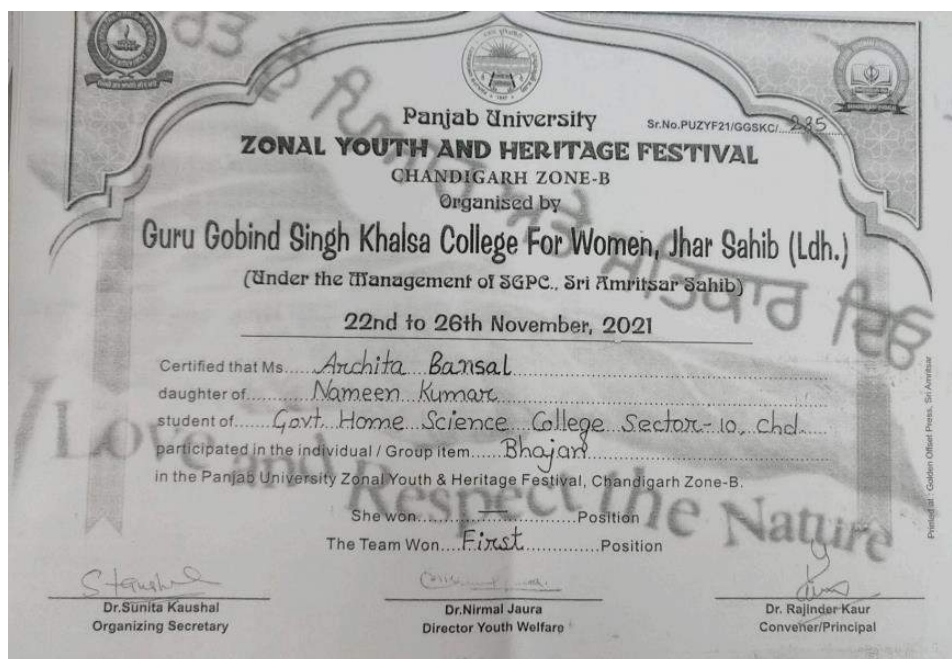 Panjab University
Sr.No.PUZYF21/GGSKC/...235
ZONAL YOUTH AND HERITAGE FESTIVAL
CHANDIGARH ZONE-B
Organised by
Guru Gobind Singh Khalsa College For Women, Jhar Sahib (Ldh.)
(Under the Management of SGPC., Sri Amritsar Sahib)
22nd to 26th November, 2021
Certified that Ms.....Archita Bansal
daughter of.........Nameen Kumar
student of.......Govt. Home Science College Sector-10, Chd.
participated in the individual / Group item......Bhajan
in the Panjab University Zonal Youth & Heritage Festival, Chandigarh Zone-B.
She won..........—..........Position
The Team Won....First.............Position
Love and Respect the Nature
ਨੂੰ ਪਿਆਰ ਅਤੇ ਸਤਿਕਾਰ ਦਿਓ
Dr.Sunita Kaushal
Organizing Secretary
Dr.Nirmal Jaura
Director Youth Welfare
Dr. Rajinder Kaur
Convener/Principal
Printed at : Golden Offset Press, Sri Amritsar